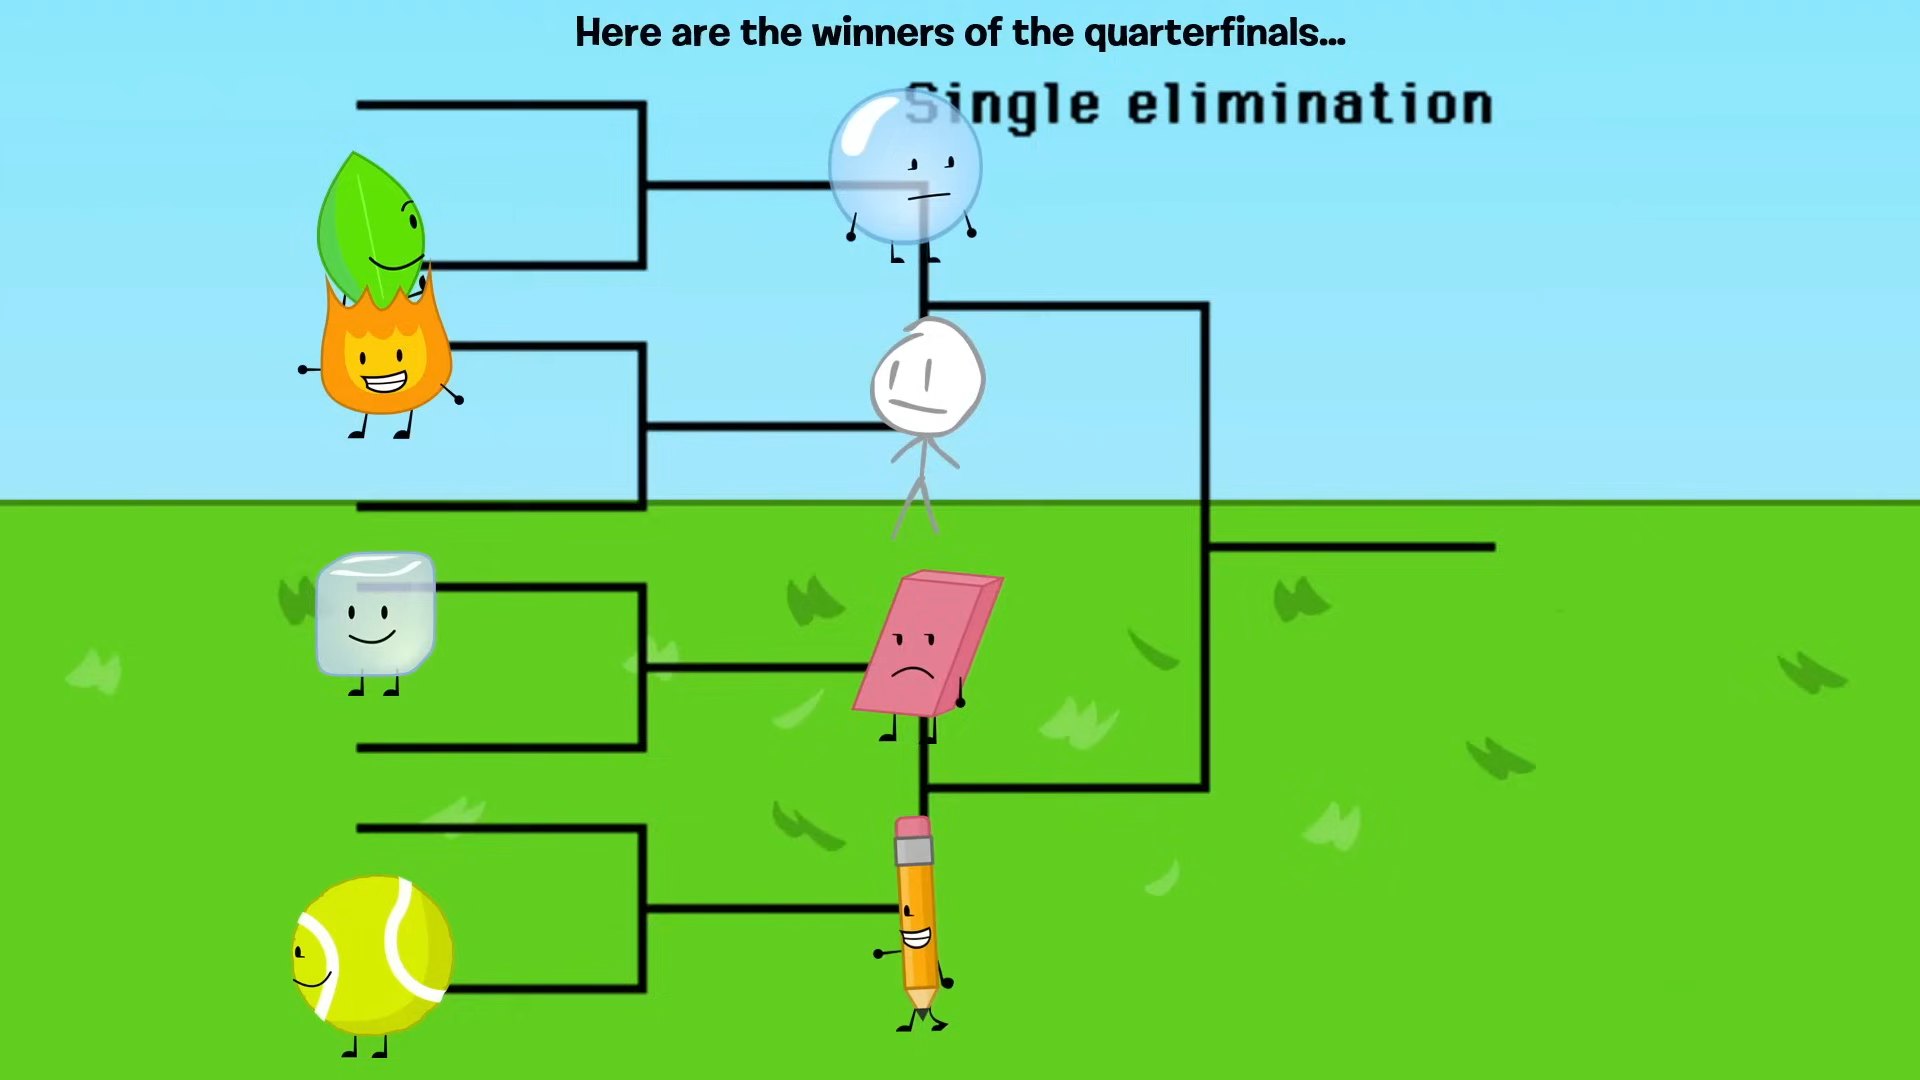 Here are the winners of the quarterfinals...
Single elimination